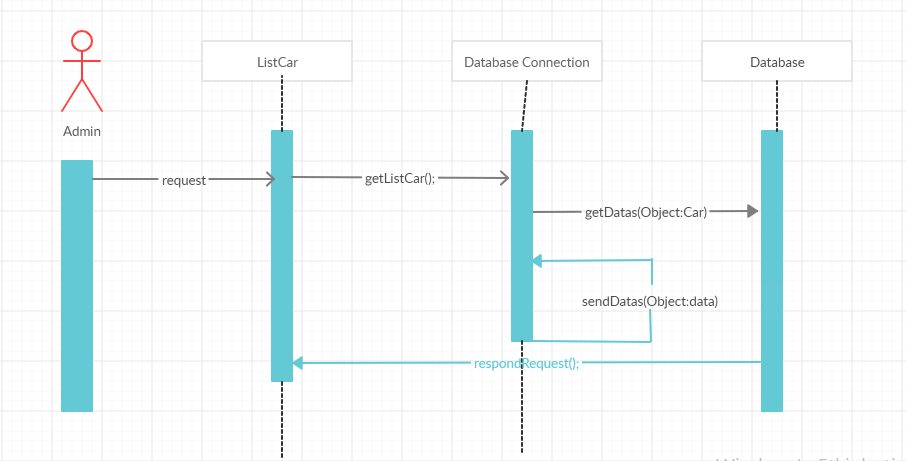 ListCar
Database Connection
Database
Admin
request
getListCar();
getDatas(Object:Car)
sendDatas(Object:data)
respondRequest();